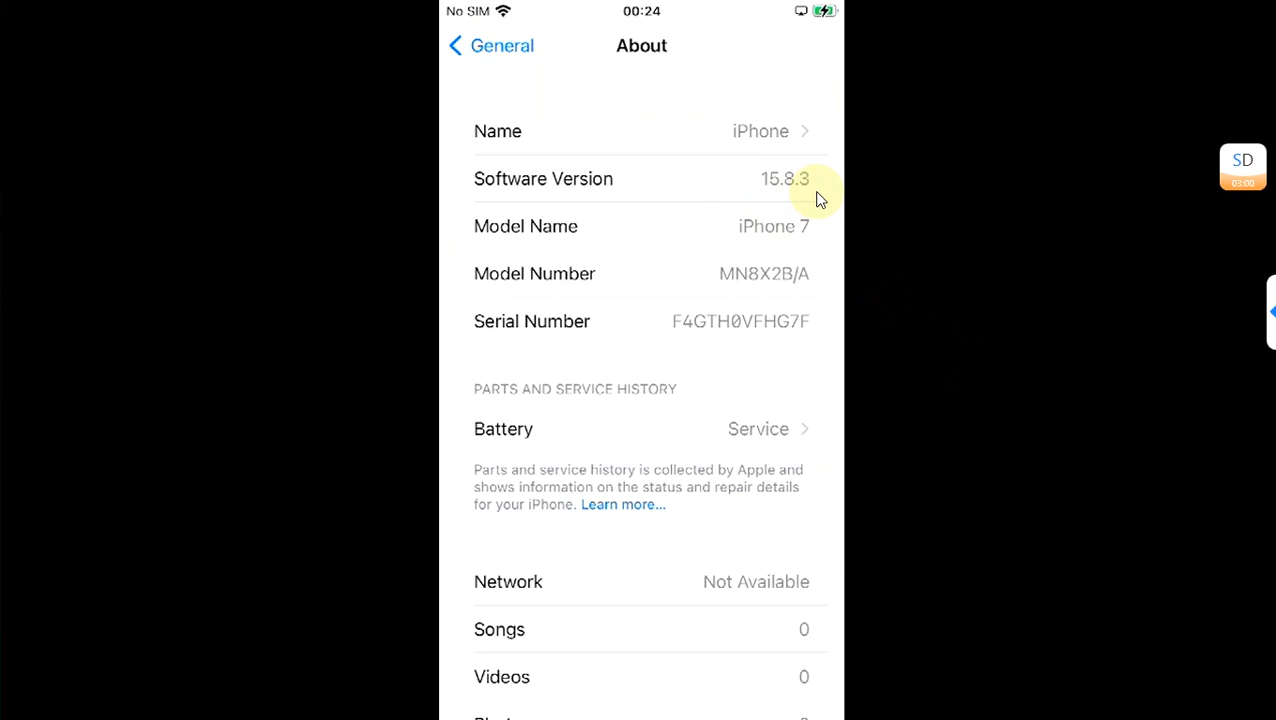 No SIM 00:24
General About
Name iPhone
Software Version 15.8.3
Model Name iPhone 7
Model Number MN8X2B/A
Serial Number F4GTH0VFHG7F
PARTS AND SERVICE HISTORY
Battery Service
Parts and service history is collected by Apple and
shows information on the status and repair details
for your iPhone. Learn more...
Network Not Available
Songs 0
Videos 0
SD
03:00